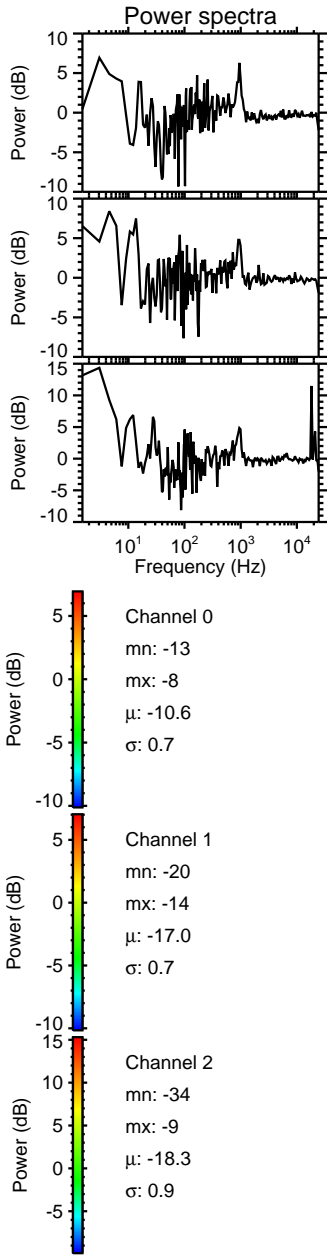 Power spectra
10
5
0
-5
-10
Power (dB)
10
5
0
-5
-10
Power (dB)
15
10
5
0
-5
-10
Power (dB)
10¹ 10² 10³ 10⁴
Frequency (Hz)
5
0
-5
-10
Power (dB)
Channel 0
mn: -13
mx: -8
μ: -10.6
σ: 0.7
5
0
-5
-10
Power (dB)
Channel 1
mn: -20
mx: -14
μ: -17.0
σ: 0.7
15
10
5
0
-5
Power (dB)
Channel 2
mn: -34
mx: -9
μ: -18.3
σ: 0.9